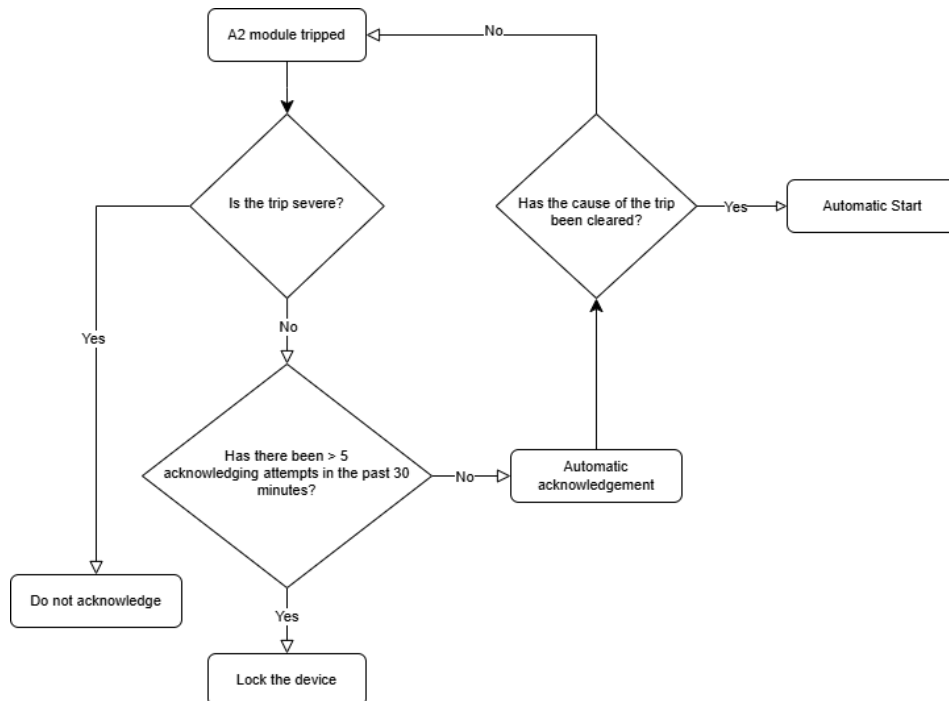 A2 module tripped
No
Is the trip severe?
Has the cause of the trip
been cleared?
Yes
Automatic Start
No
Yes
Has there been > 5
acknowledging attempts in the past 30
minutes?
No
Automatic
acknowledgement
Do not acknowledge
Yes
Lock the device